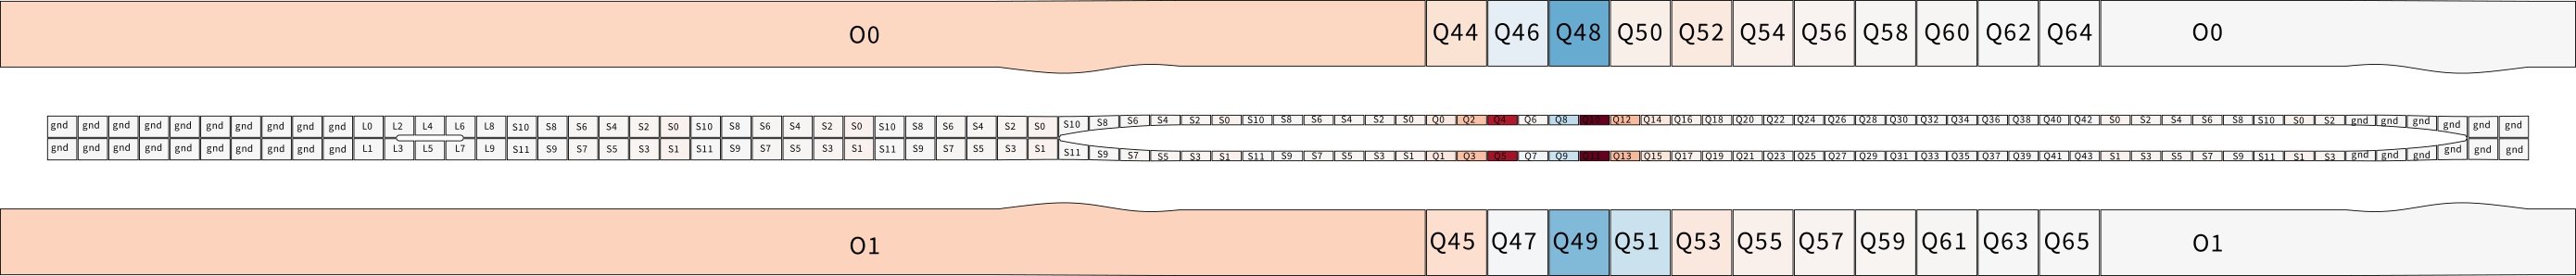 O0 Q44 Q46 Q48 Q50 Q52 Q54 Q56 Q58 Q60 Q62 Q64 O0
gnd gnd gnd gnd gnd gnd gnd gnd gnd gnd L0 L2 L4 L6 L8 S10 S8 S6 S4 S2 S0 S10 S8 S6 S4 S2 S0 S10 S8 S6 S4 S2 S0 S10 S8 S6 S4 S2 S0 S10 S8 S6 S4 S2 S0 Q0 Q2 Q4 Q6 Q8 Q10 Q12 Q14 Q16 Q18 Q20 Q22 Q24 Q26 Q28 Q30 Q32 Q34 Q36 Q38 Q40 Q42 S0 S2 S4 S6 S8 S10 S0 S2 gnd gnd gnd gnd gnd gnd
gnd gnd gnd gnd gnd gnd gnd gnd gnd gnd L1 L3 L5 L7 L9 S11 S9 S7 S5 S3 S1 S11 S9 S7 S5 S3 S1 S11 S9 S7 S5 S3 S1 S11 S9 S7 S5 S3 S1 S11 S9 S7 S5 S3 S1 Q1 Q3 Q5 Q7 Q9 Q11 Q13 Q15 Q17 Q19 Q21 Q23 Q25 Q27 Q29 Q31 Q33 Q35 Q37 Q39 Q41 Q43 S1 S3 S5 S7 S9 S11 S1 S3 gnd gnd gnd gnd gnd gnd
O1 Q45 Q47 Q49 Q51 Q53 Q55 Q57 Q59 Q61 Q63 Q65 O1